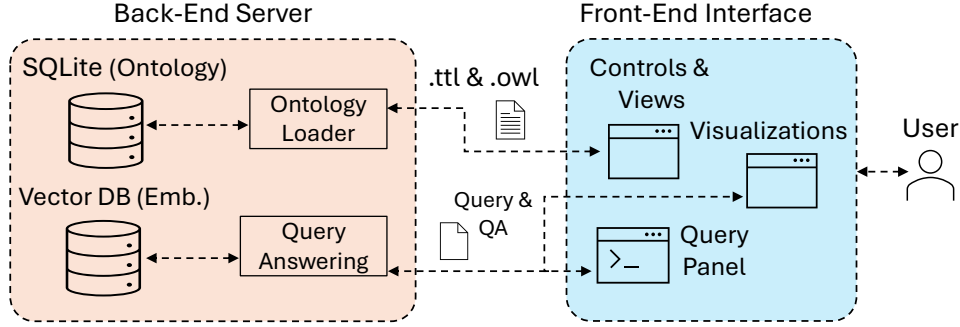 Back-End Server
Front-End Interface
SQLite (Ontology)
Ontology
Loader
.ttl & .owl
Controls &
Views
Visualizations
User
Vector DB (Emb.)
Query
Answering
Query &
QA
>_
Query
Panel